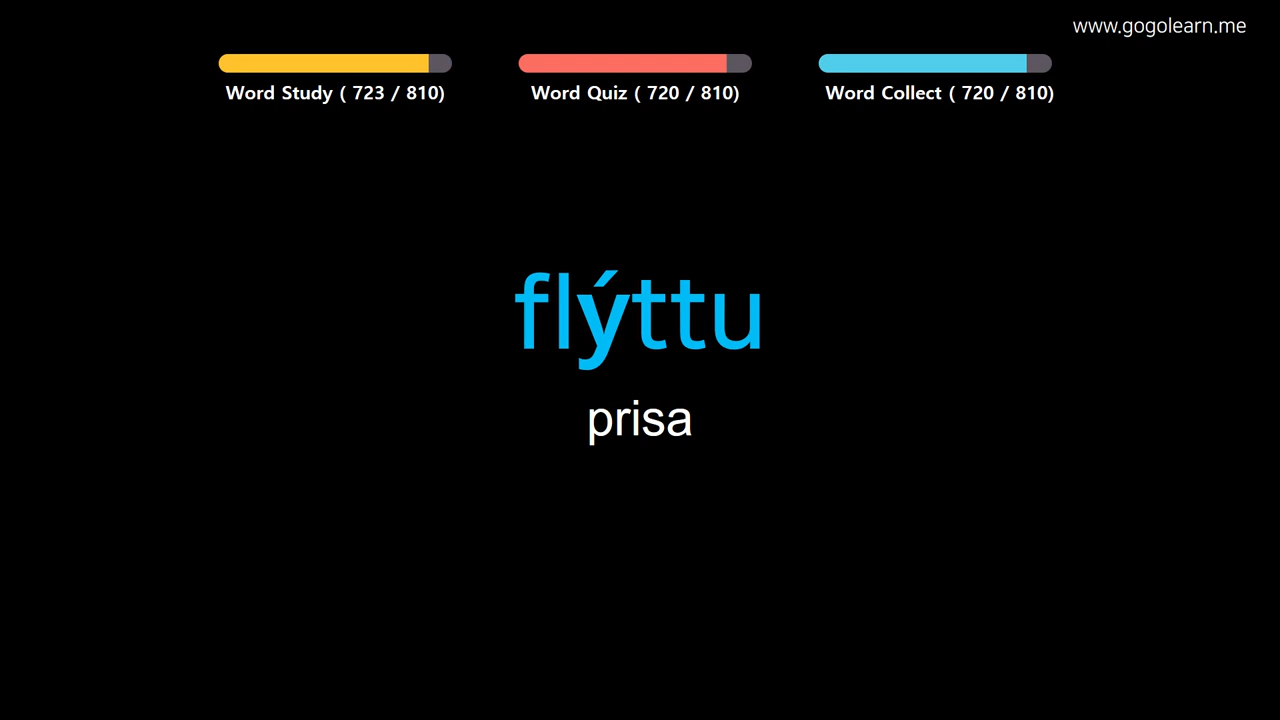 www.gogolearn.me
Word Study ( 723 / 810)
Word Quiz ( 720 / 810)
Word Collect ( 720 / 810)
flýttu
prisa